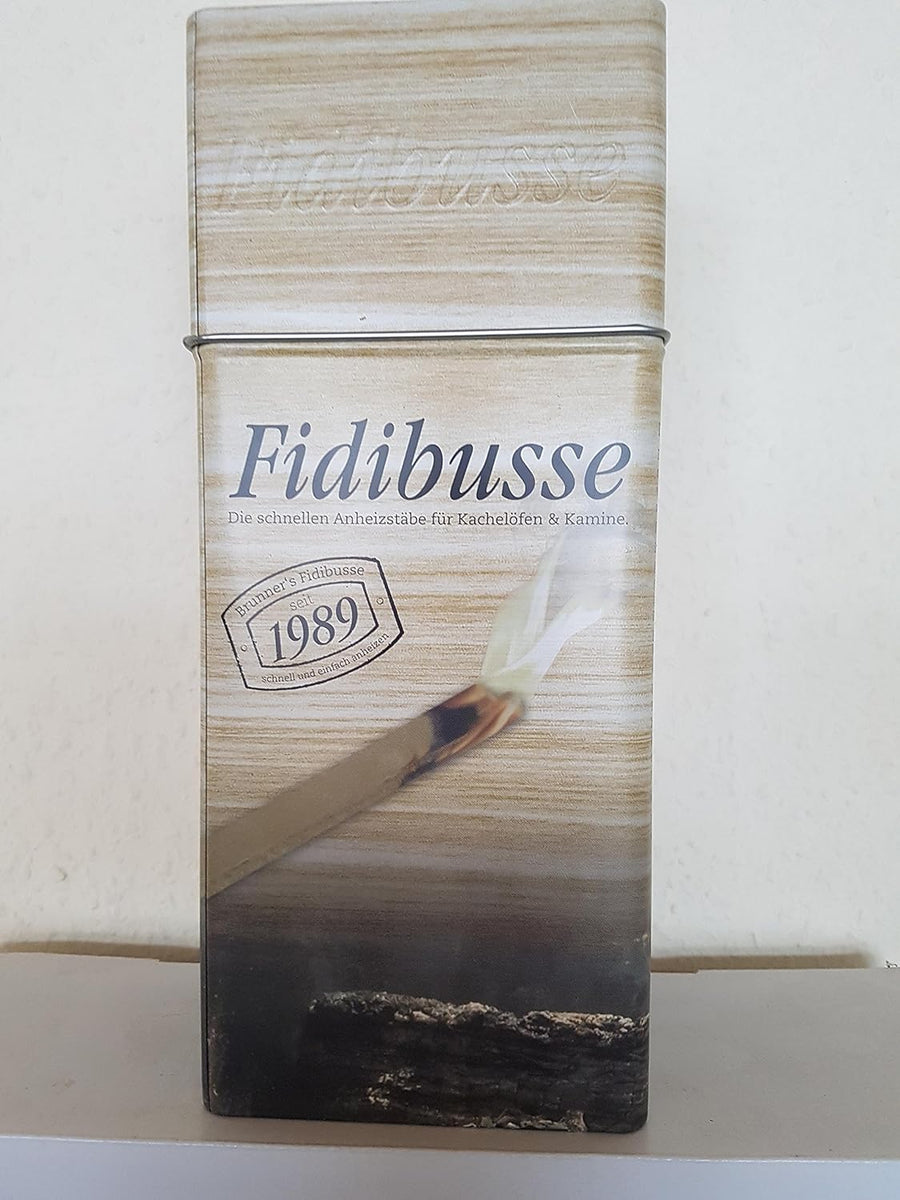 Fidibusse
Fidibusse
Die schnellen Anheizstäbe für Kachelöfen & Kamine.
Brunner's Fidibusse
seit
1989
schnell und einfach anheizen